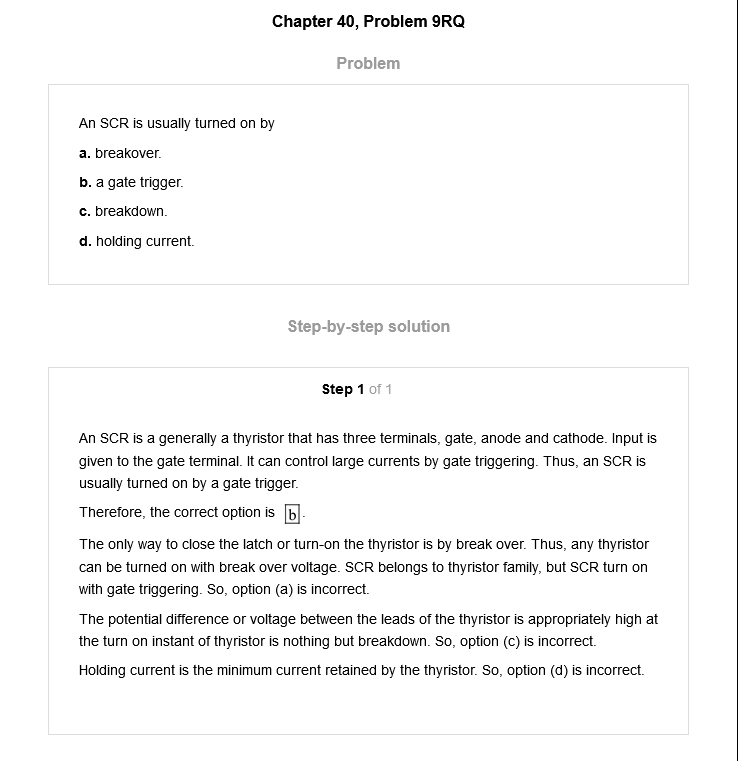 Chapter 40, Problem 9RQ
Problem
An SCR is usually turned on by
a. breakover.
b. a gate trigger.
c. breakdown.
d. holding current.
Step-by-step solution
Step 1 of 1
An SCR is a generally a thyristor that has three terminals, gate, anode and cathode. Input is
given to the gate terminal. It can control large currents by gate triggering. Thus, an SCR is
usually turned on by a gate trigger.
Therefore, the correct option is b.
The only way to close the latch or turn-on the thyristor is by break over. Thus, any thyristor
can be turned on with break over voltage. SCR belongs to thyristor family, but SCR turn on
with gate triggering. So, option (a) is incorrect.
The potential difference or voltage between the leads of the thyristor is appropriately high at
the turn on instant of thyristor is nothing but breakdown. So, option (c) is incorrect.
Holding current is the minimum current retained by the thyristor. So, option (d) is incorrect.